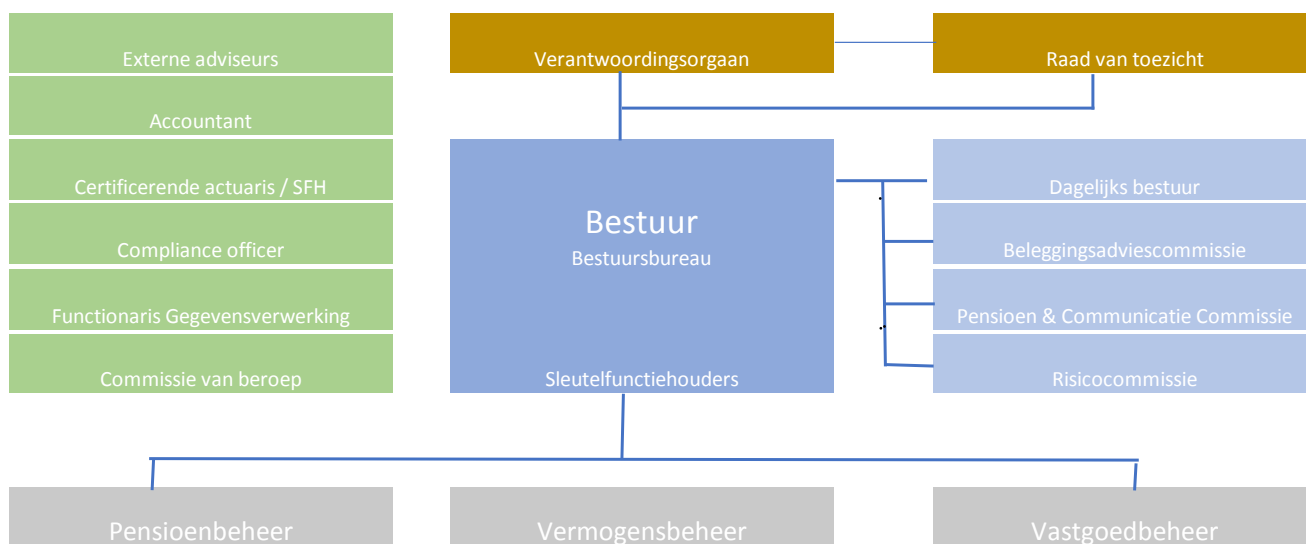 Externe adviseurs
Verantwoordingsorgaan
Raad van toezicht
Accountant
Certificerende actuaris / SFH
Compliance officer
Functionaris Gegevensverwerking
Commissie van beroep
Bestuur
Bestuursbureau
Sleutelfunctiehouders
Dagelijks bestuur
Beleggingsadviescommissie
Pensioen & Communicatie Commissie
Risicocommissie
Pensioenbeheer
Vermogensbeheer
Vastgoedbeheer